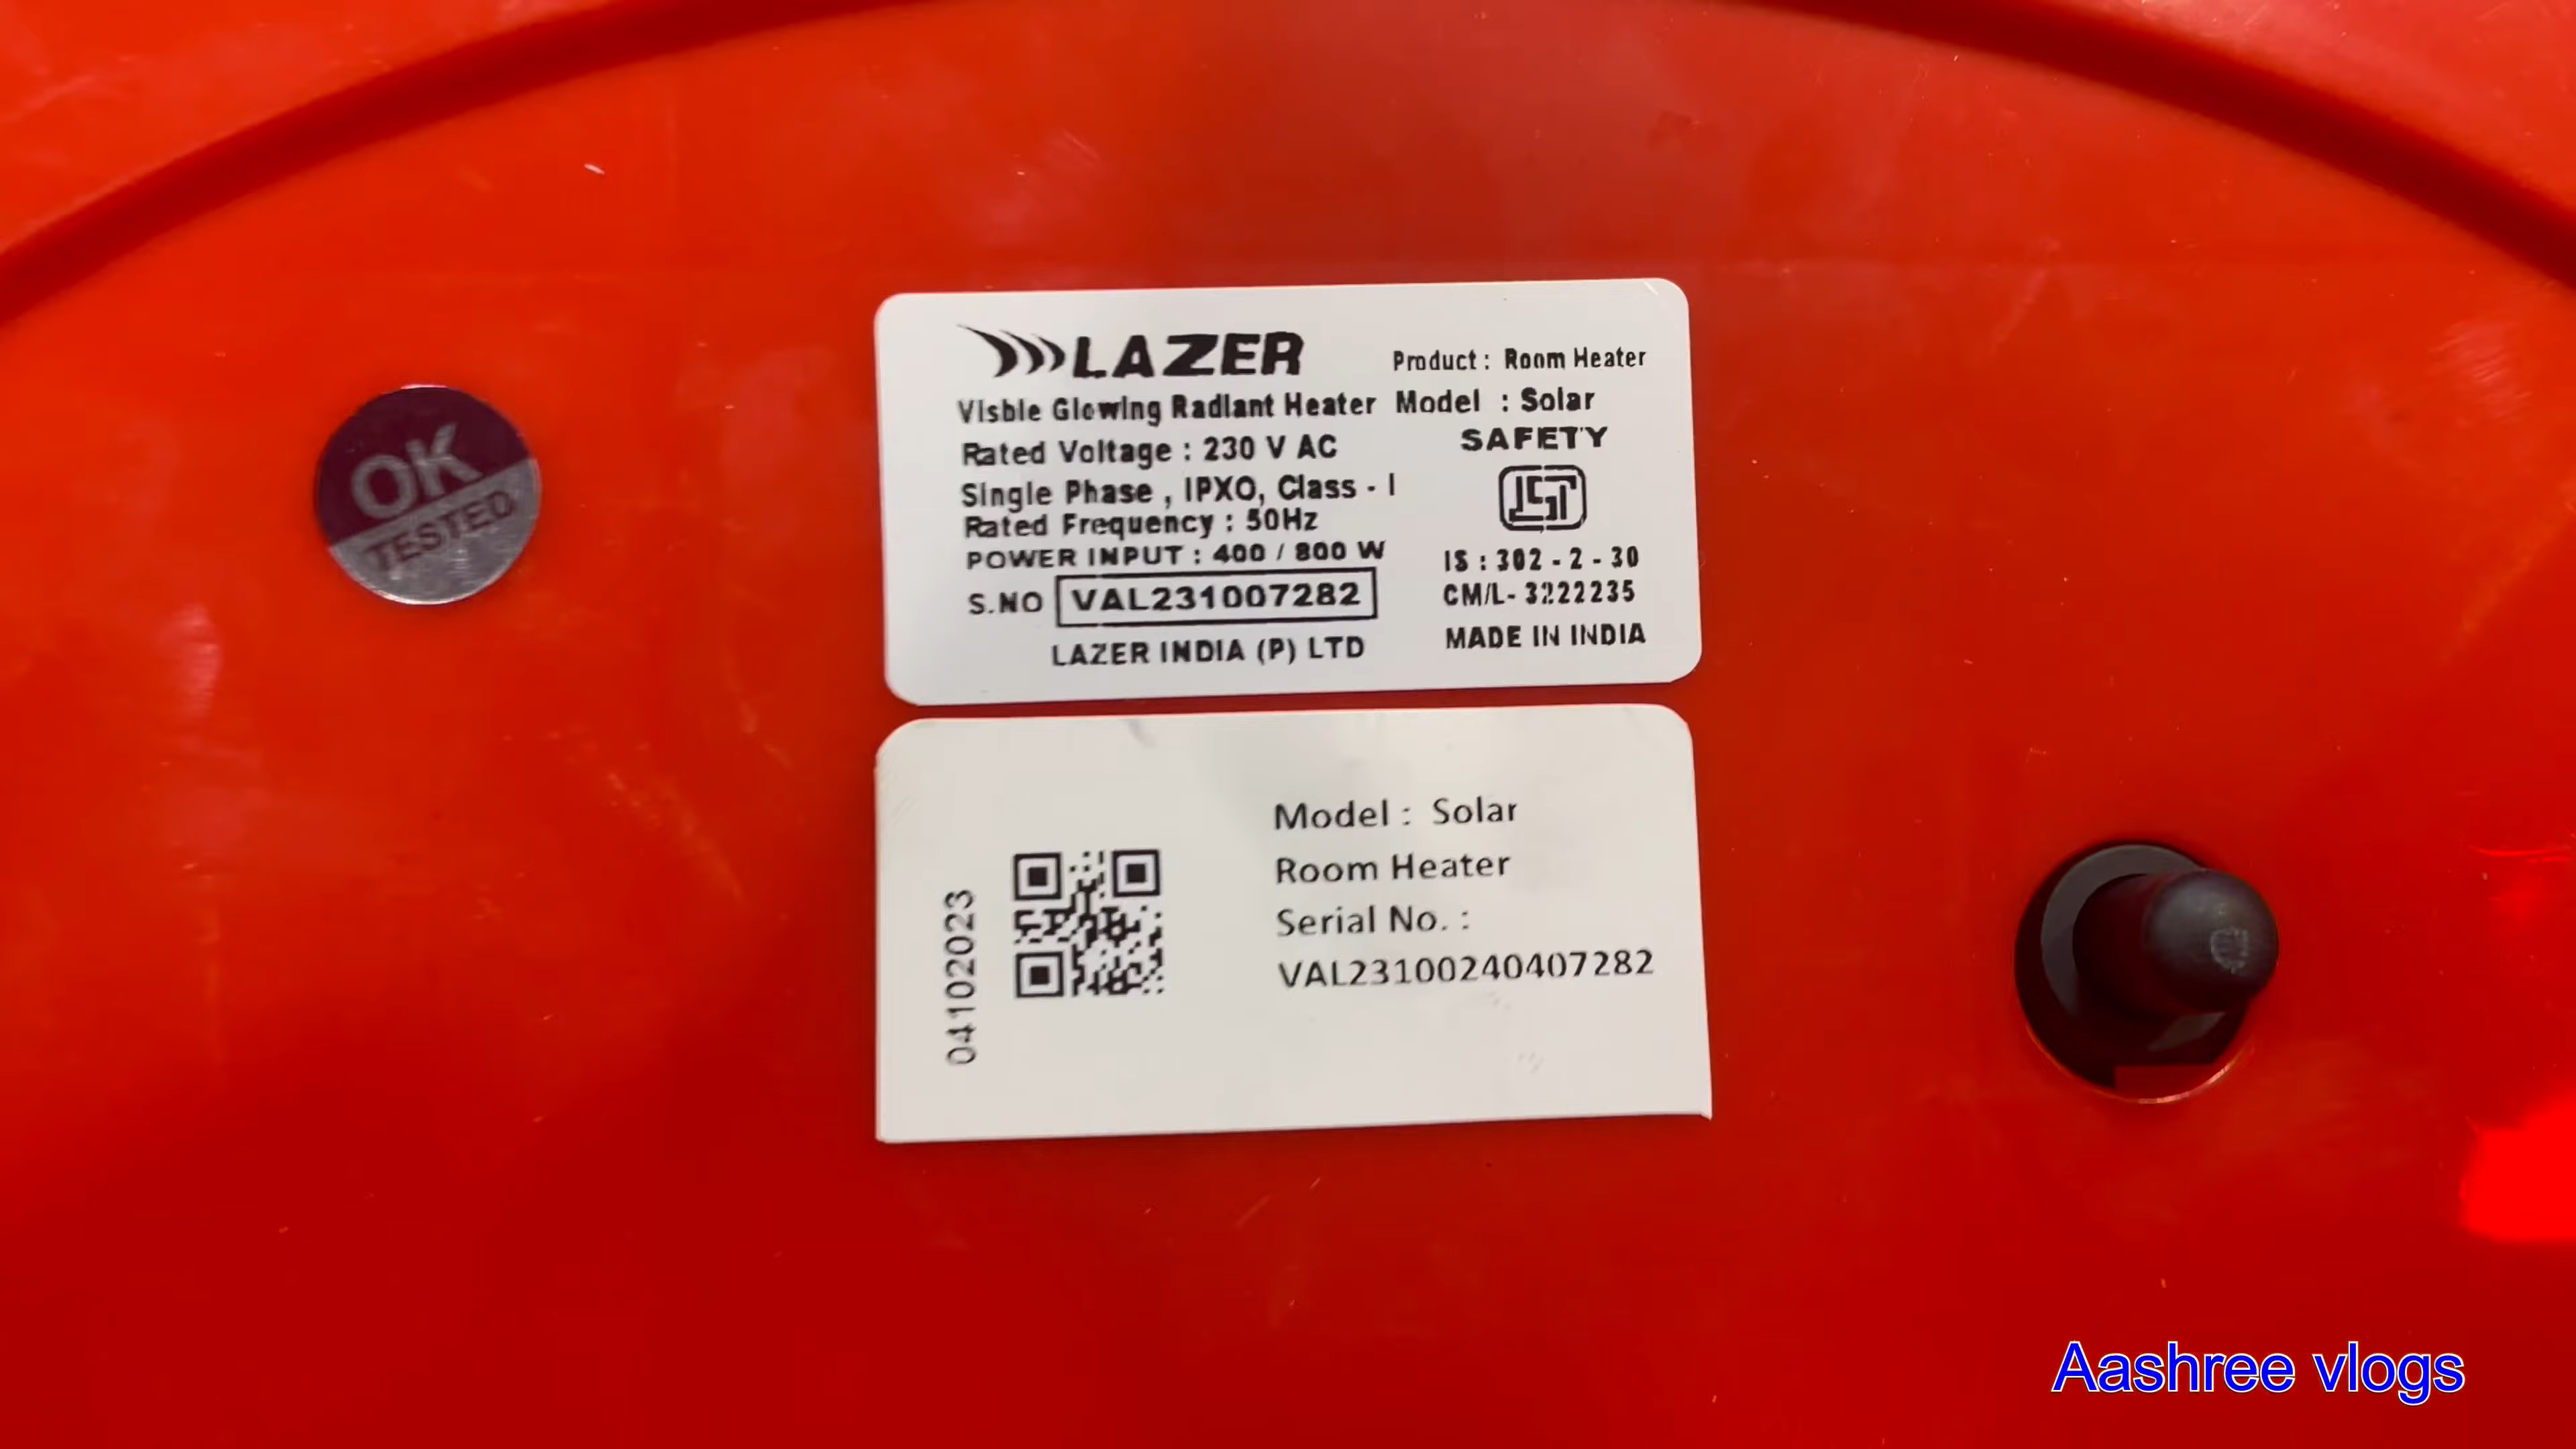 OK
TESTED
LAZER
Product : Room Heater
Visble Glowing Radiant Heater
Model : Solar
Rated Voltage : 230 V AC
SAFETY
Single Phase , IPXO, Class - I
ISI
Rated Frequency : 50Hz
POWER INPUT : 400 / 800 W
IS : 302 - 2 - 30
S.NO VAL231007282
CM/L- 3222235
LAZER INDIA (P) LTD
MADE IN INDIA
04102023
Model : Solar
Room Heater
Serial No. :
VAL23100240407282
Aashree vlogs